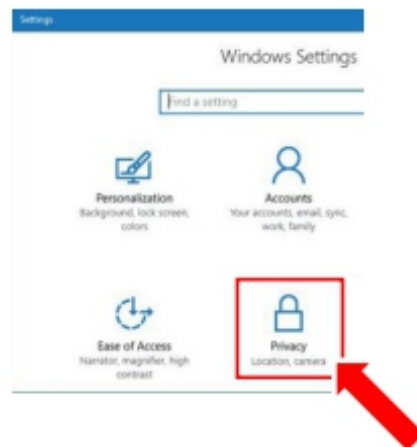 Settings
Windows Settings
Find a setting
Personalization
Background, lock screen,
colors
Accounts
Your accounts, email, sync,
work, family
Ease of Access
Narrator, magnifier, high
contrast
Privacy
Location, camera